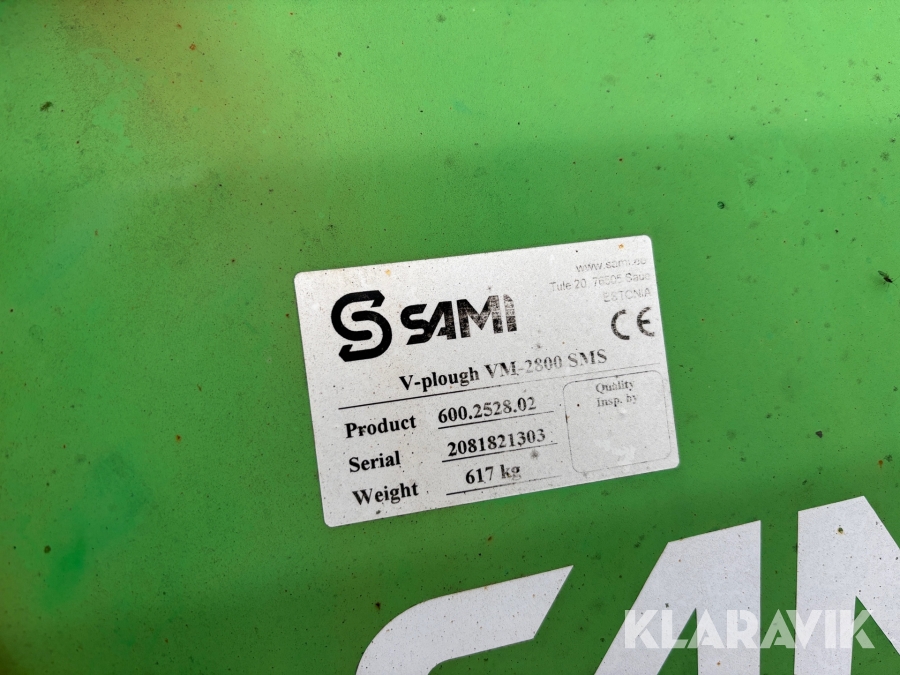 www.sami.ee
Tule 20, 76505 Saue
ESTONIA
SAMI
CE
V-plough VM-2800 SMS
Product 600.2528.02
Quality
Insp. by
Serial 2081821303
Weight 617 kg
SAM
KLARAVIK